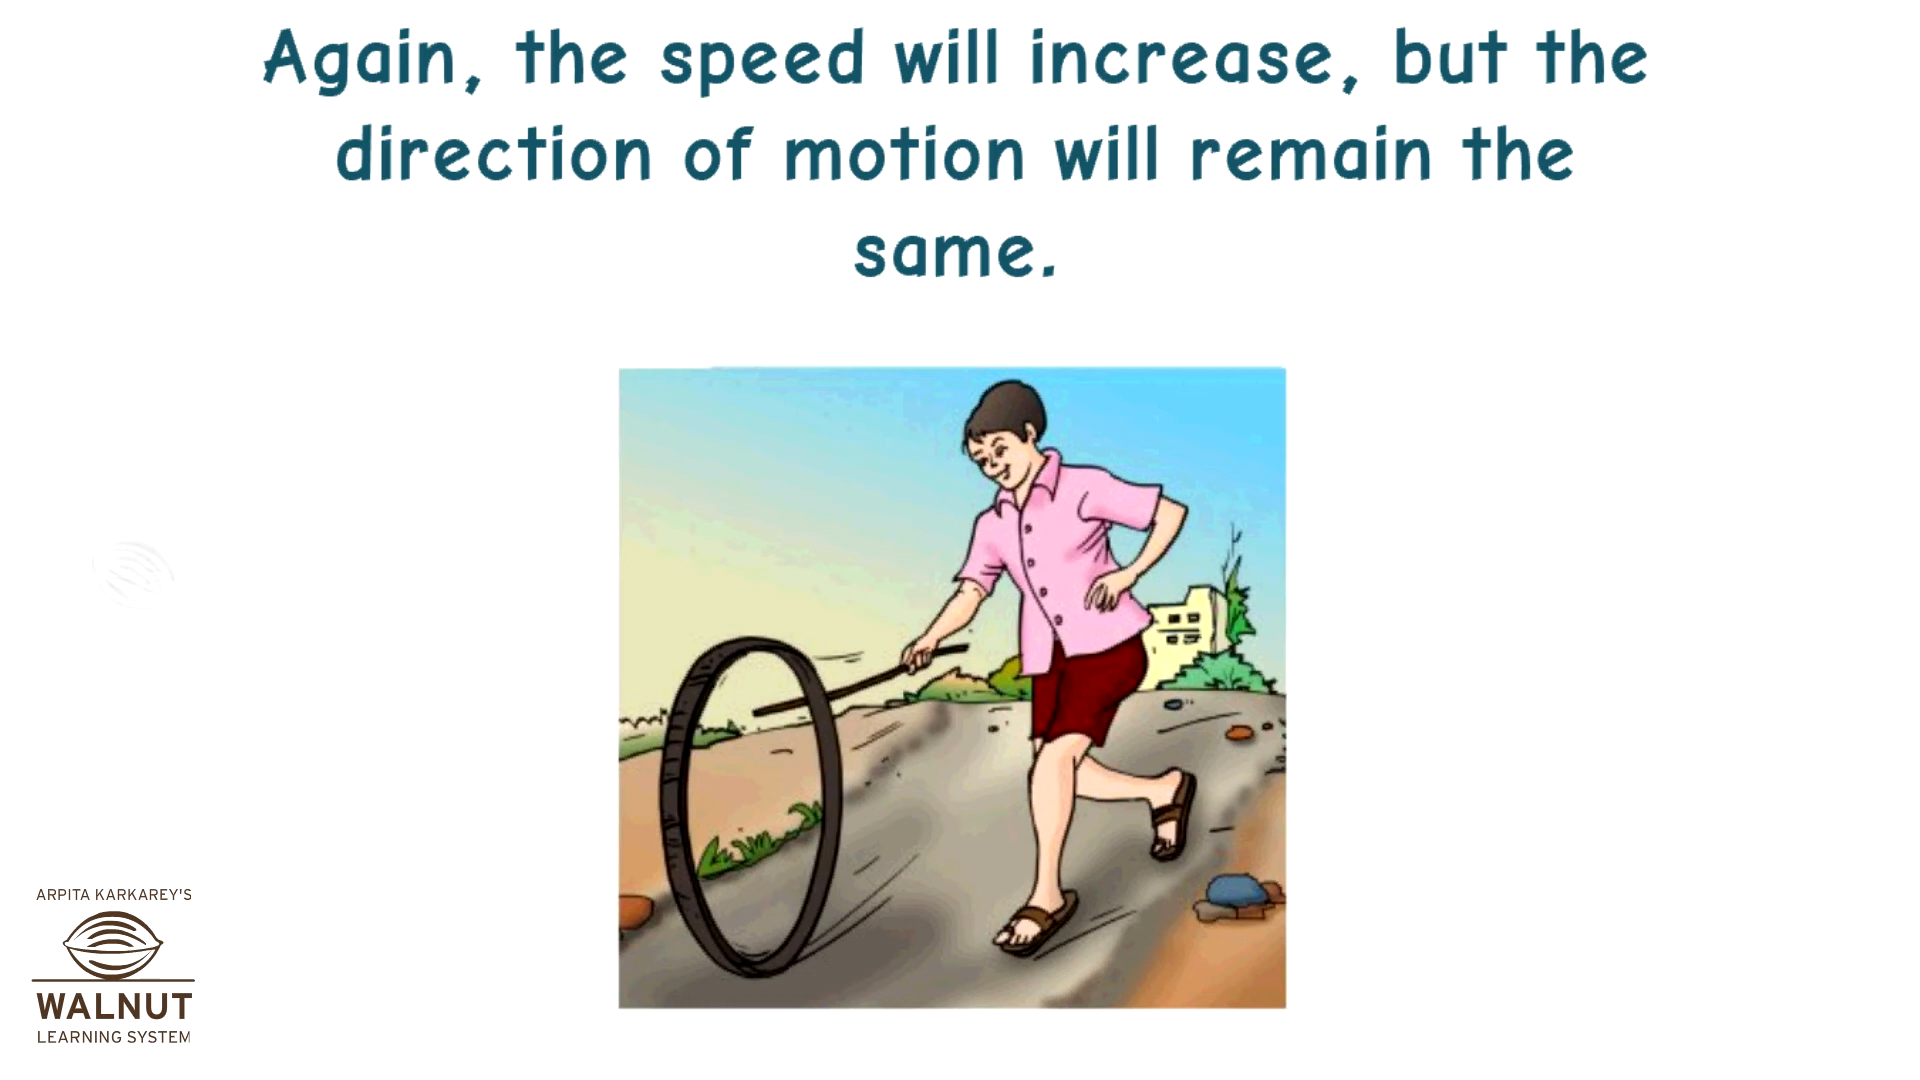 Again, the speed will increase, but the
direction of motion will remain the
same.
ARPITA KARKAREY'S
WALNUT
LEARNING SYSTEM